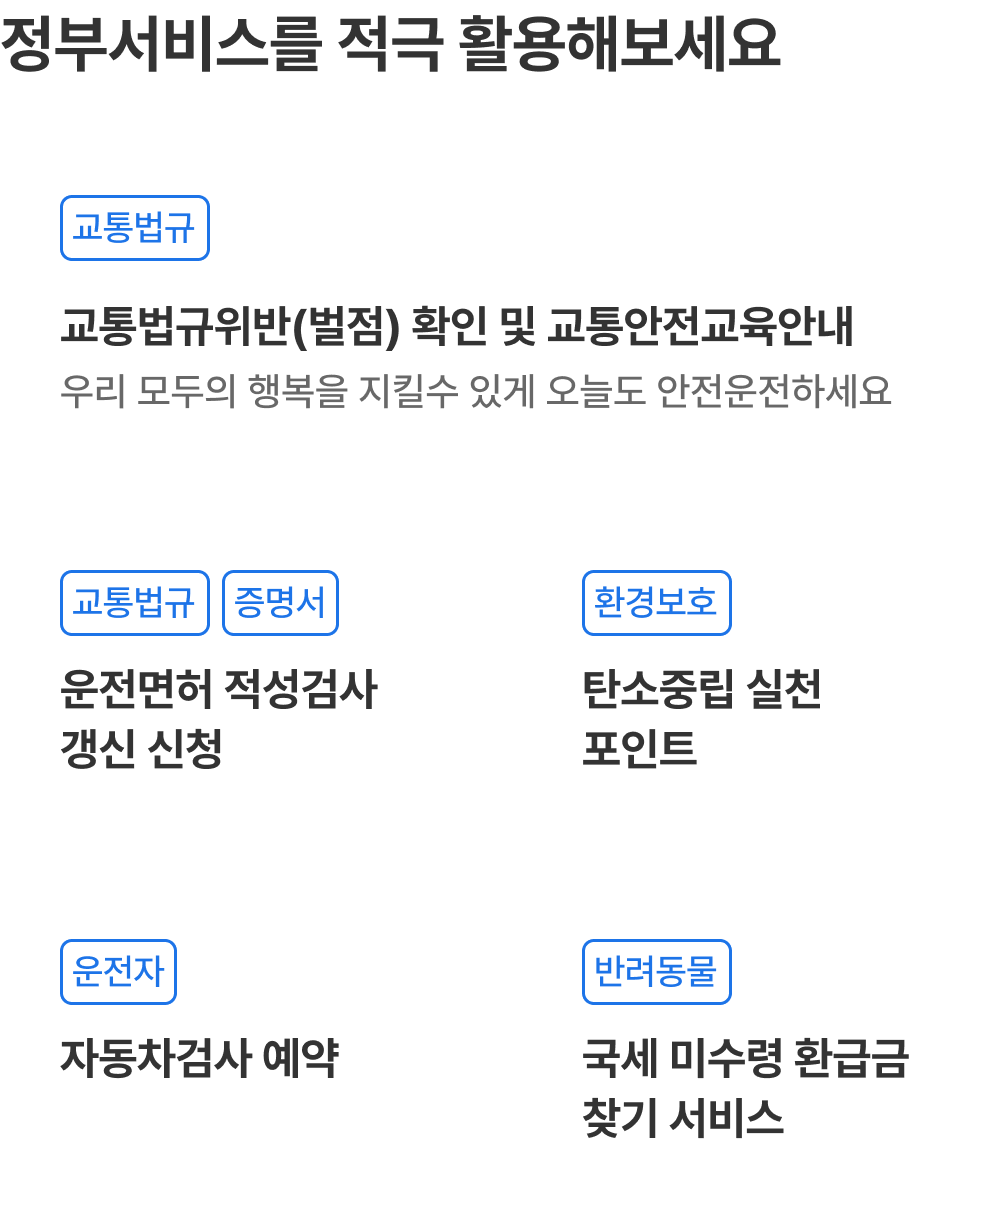 정부서비스를 적극 활용해보세요
교통법규
교통법규위반(벌점) 확인 및 교통안전교육안내
우리 모두의 행복을 지킬수 있게 오늘도 안전운전하세요
교통법규 증명서
운전면허 적성검사
갱신 신청
환경보호
탄소중립 실천
포인트
운전자
자동차검사 예약
반려동물
국세 미수령 환급금
찾기 서비스